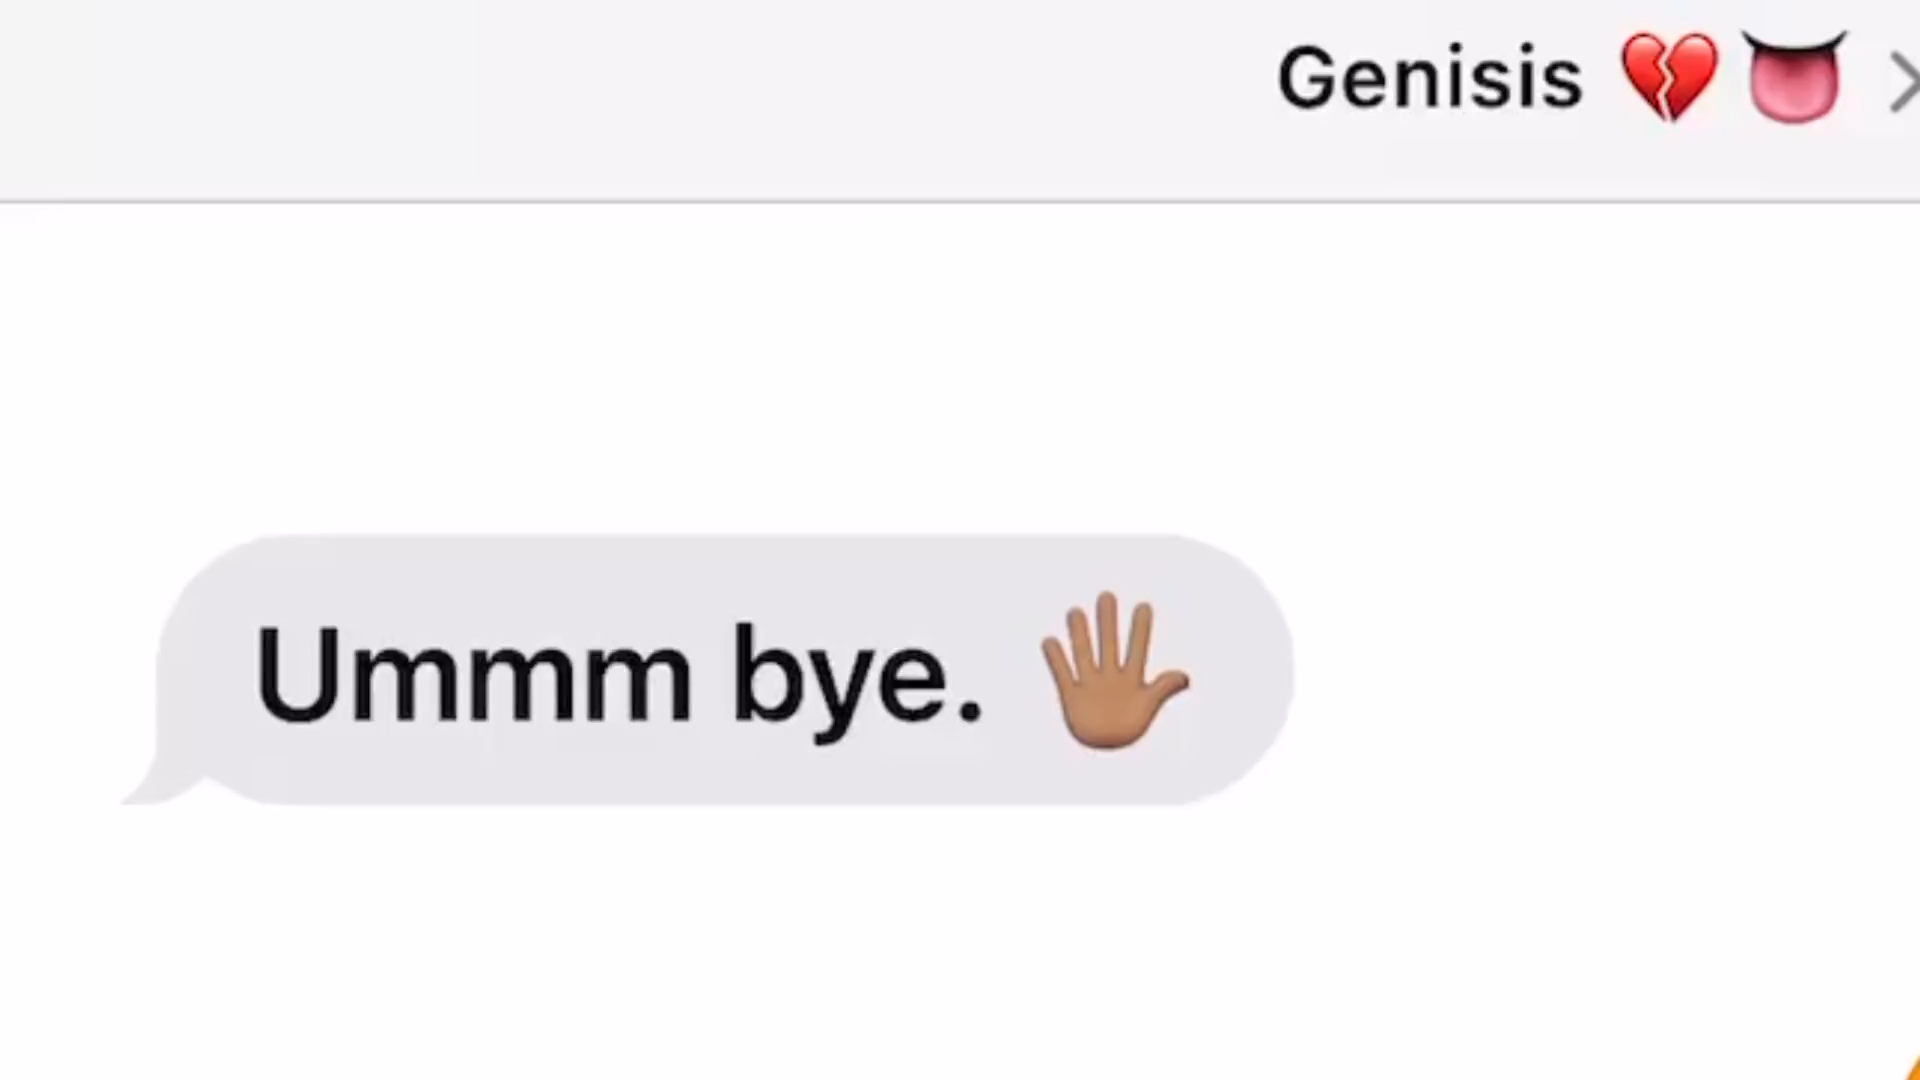 Genisis 💔 👅
Ummm bye. 🖐🏽